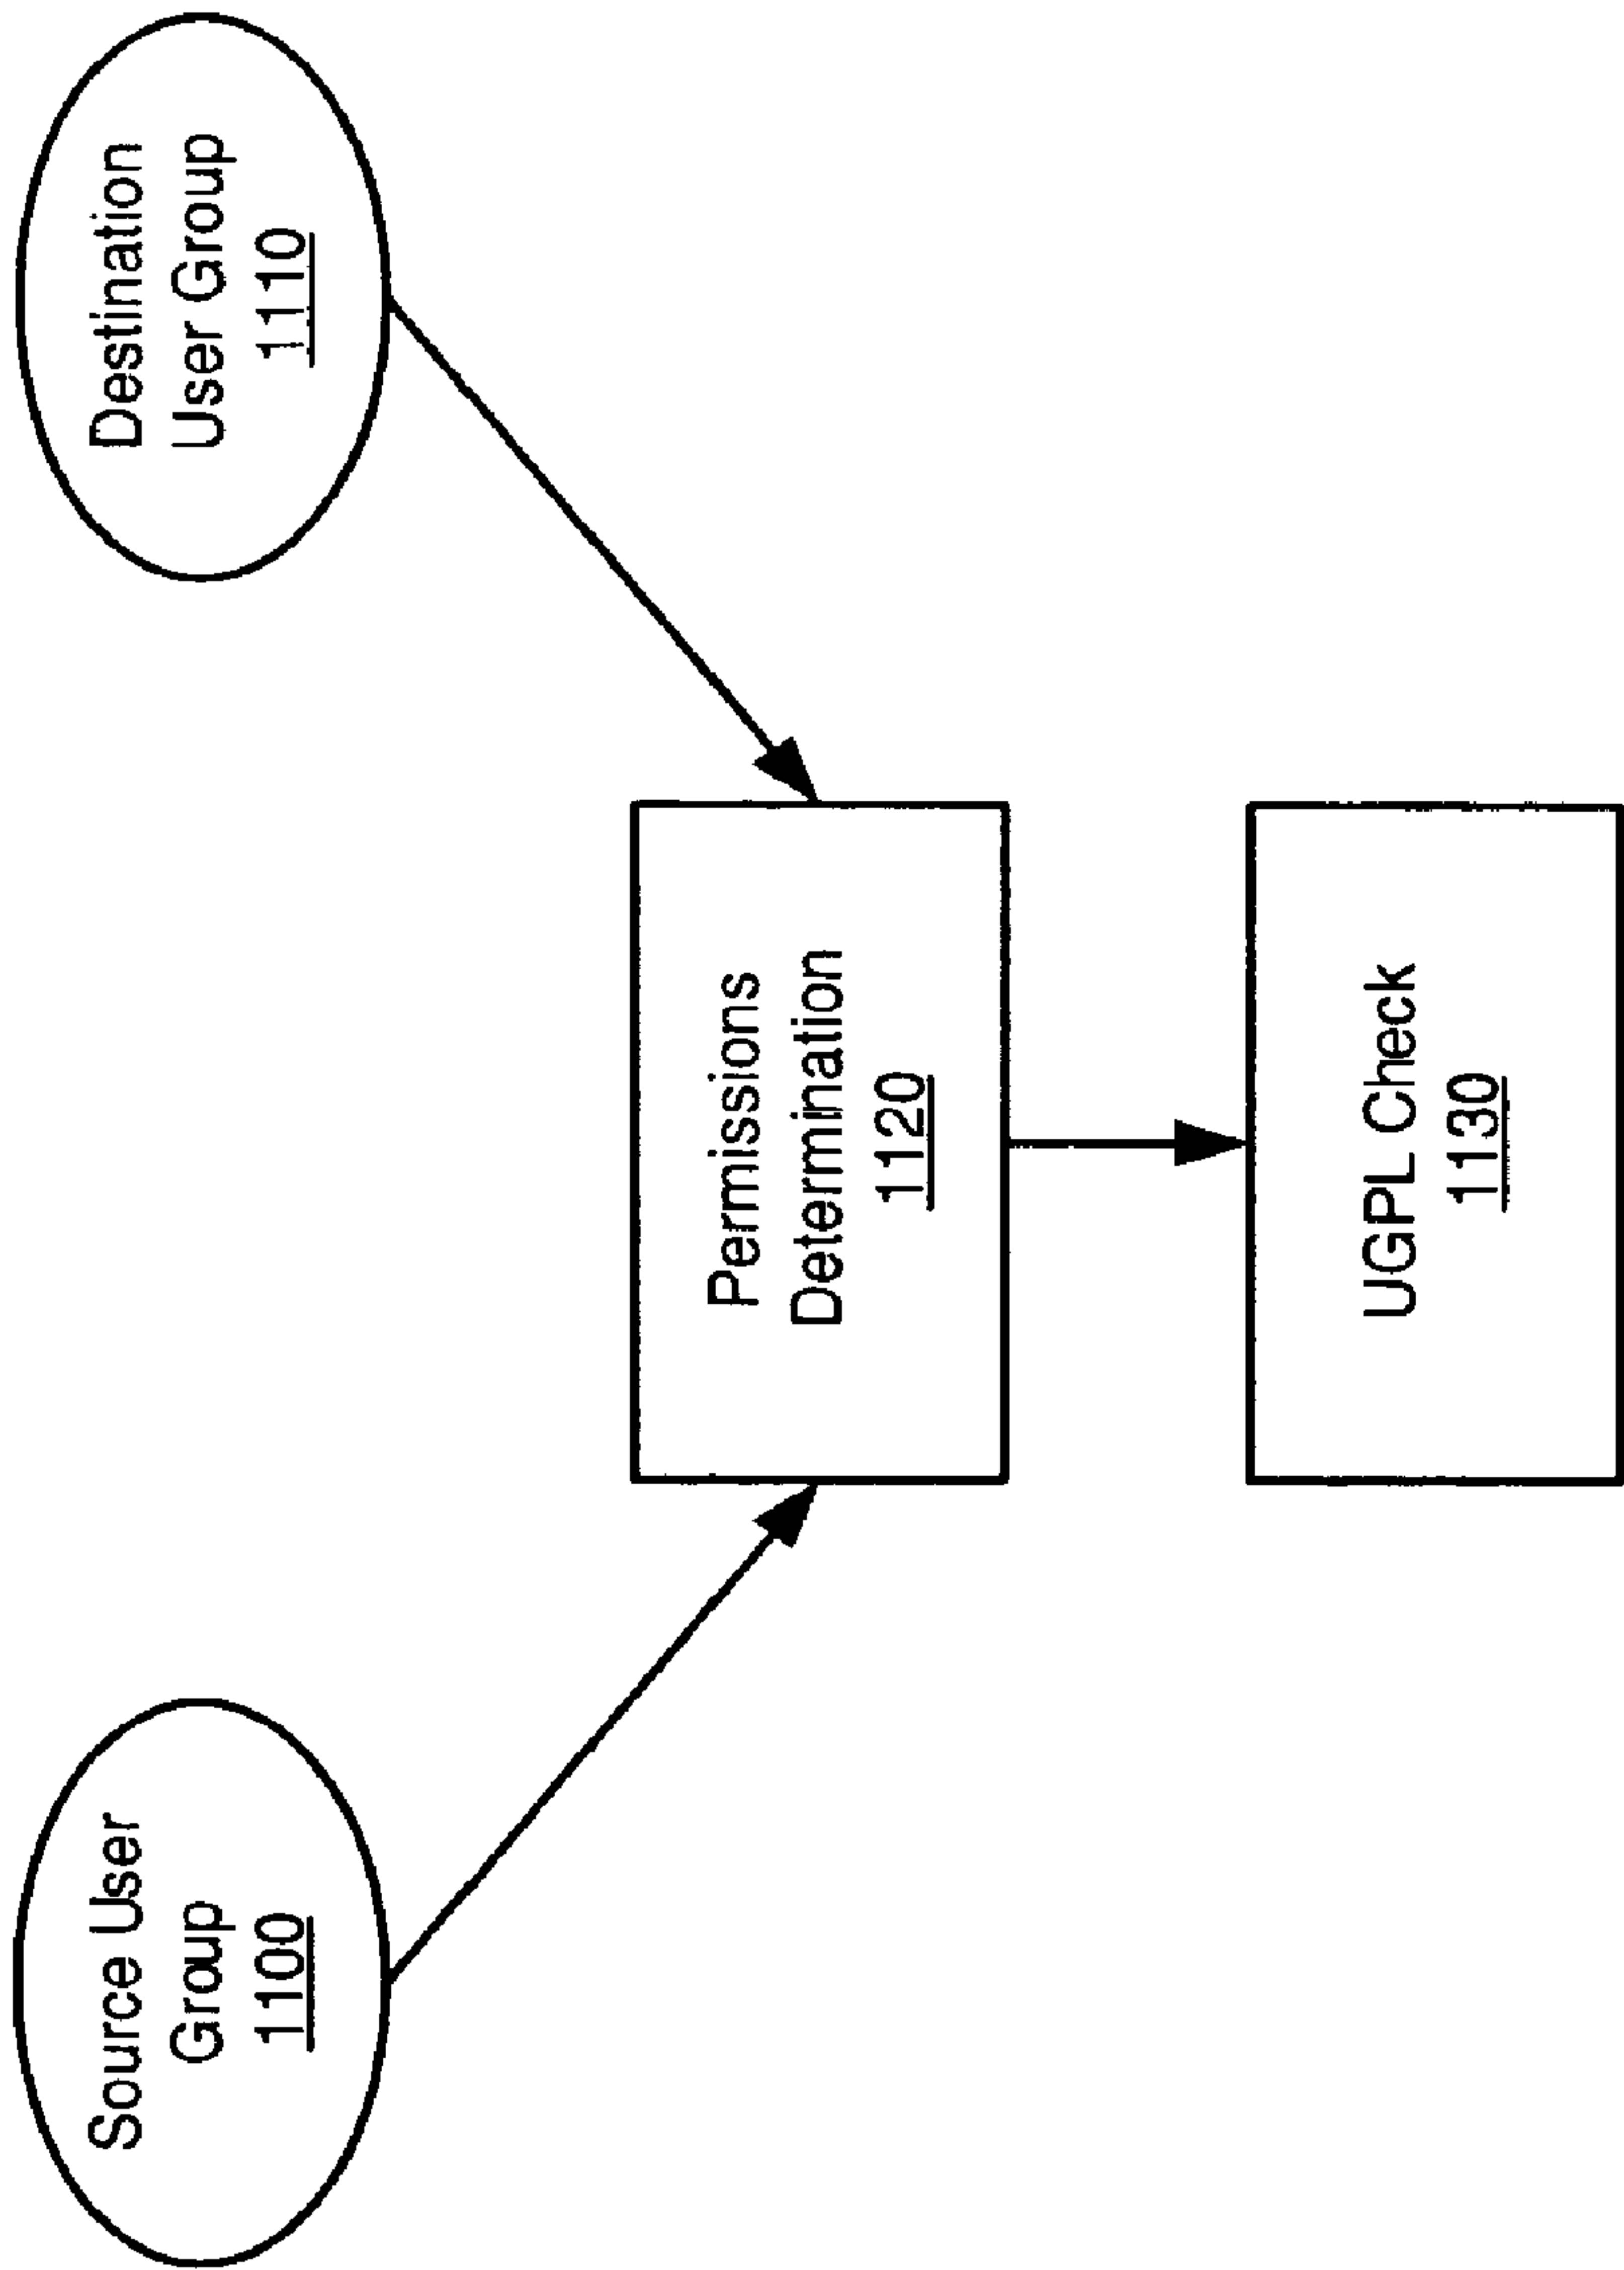 Source User
Group
1100
Destination
User Group
1110
Permissions
Determination
1120
UGPL Check
1130